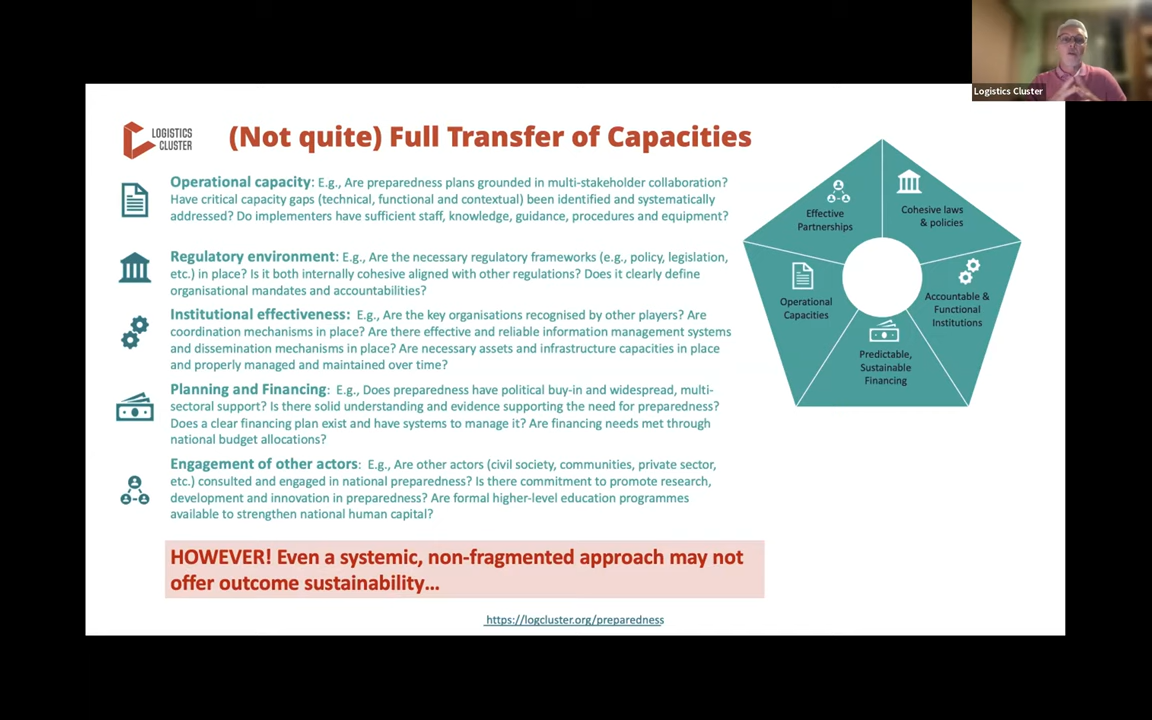 Logistics Cluster
LOGISTICS
CLUSTER
(Not quite) Full Transfer of Capacities
Operational capacity: E.g., Are preparedness plans grounded in multi-stakeholder collaboration?
Have critical capacity gaps (technical, functional and contextual) been identified and systematically
addressed? Do implementers have sufficient staff, knowledge, guidance, procedures and equipment?
Regulatory environment: E.g., Are the necessary regulatory frameworks (e.g., policy, legislation,
etc.) in place? Is it both internally cohesive aligned with other regulations? Does it clearly define
organisational mandates and accountabilities?
Institutional effectiveness: E.g., Are the key organisations recognised by other players? Are
coordination mechanisms in place? Are there effective and reliable information management systems
and dissemination mechanisms in place? Are necessary assets and infrastructure capacities in place
and properly managed and maintained over time?
Planning and Financing: E.g., Does preparedness have political buy-in and widespread, multi-
sectoral support? Is there solid understanding and evidence supporting the need for preparedness?
Does a clear financing plan exist and have systems to manage it? Are financing needs met through
national budget allocations?
Engagement of other actors: E.g., Are other actors (civil society, communities, private sector,
etc.) consulted and engaged in national preparedness? Is there commitment to promote research,
development and innovation in preparedness? Are formal higher-level education programmes
available to strengthen national human capital?
HOWEVER! Even a systemic, non-fragmented approach may not
offer outcome sustainability...
https://logcluster.org/preparedness
Effective
Partnerships
Cohesive laws
& policies
Operational
Capacities
Accountable &
Functional
Institutions
Predictable,
Sustainable
Financing